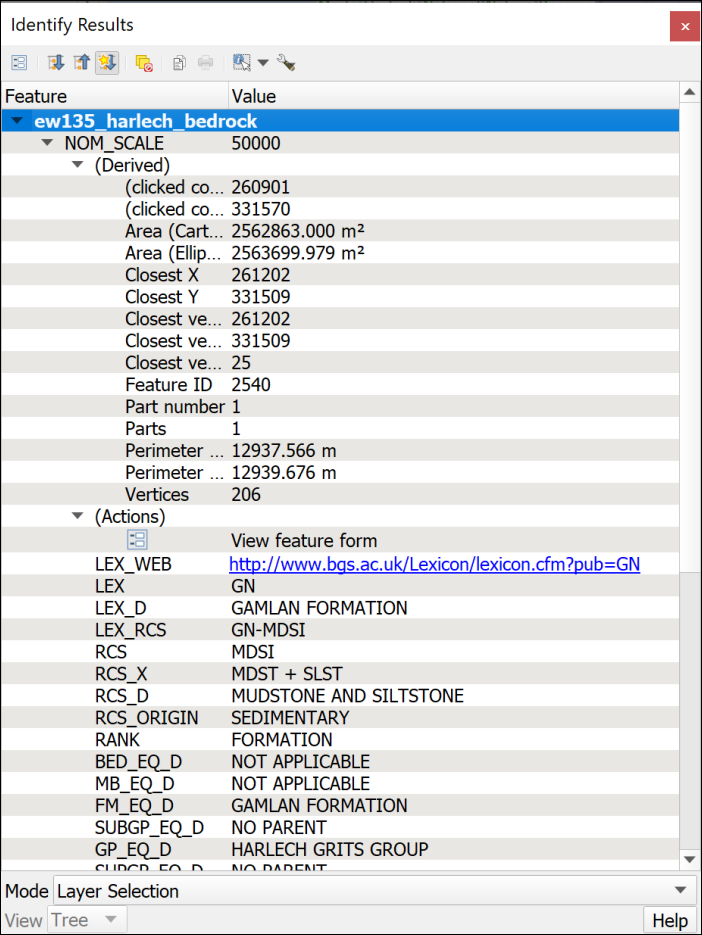 Identify Results
Feature Value
ew135_harlech_bedrock
NOM_SCALE 50000
(Derived)
(clicked co... 260901
(clicked co... 331570
Area (Cart... 2562863.000 m²
Area (Ellip... 2563699.979 m²
Closest X 261202
Closest Y 331509
Closest ve... 261202
Closest ve... 331509
Closest ve... 25
Feature ID 2540
Part number 1
Parts 1
Perimeter ... 12937.566 m
Perimeter ... 12939.676 m
Vertices 206
(Actions)
View feature form
LEX_WEB http://www.bgs.ac.uk/Lexicon/lexicon.cfm?pub=GN
LEX GN
LEX_D GAMLAN FORMATION
LEX_RCS GN-MDSI
RCS MDSI
RCS_X MDST + SLST
RCS_D MUDSTONE AND SILTSTONE
RCS_ORIGIN SEDIMENTARY
RANK FORMATION
BED_EQ_D NOT APPLICABLE
MB_EQ_D NOT APPLICABLE
FM_EQ_D GAMLAN FORMATION
SUBGP_EQ_D NO PARENT
GP_EQ_D HARLECH GRITS GROUP
SUPGP_EQ_D NO PARENT
Mode Layer Selection
View Tree Help